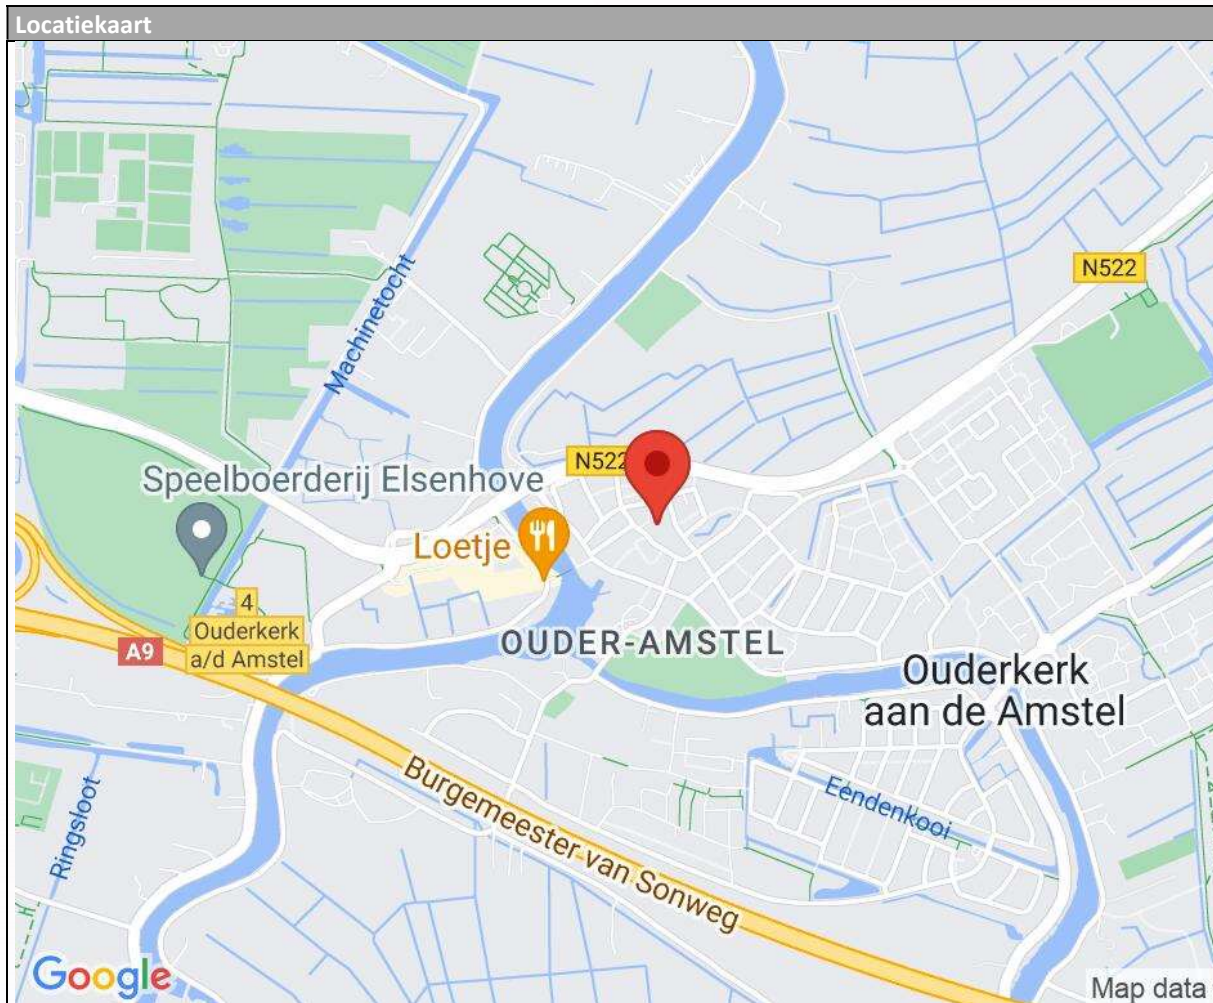 Locatiekaart
N522
Machinetocht
N522
Speelboerderij Elsenhove
Loetje
4
Ouderkerk
a/d Amstel
A9
OUDER-AMSTEL
Ouderkerk
aan de Amstel
Burgemeester van Sonweg
Eendenkooi
Ringsloot
Google
Map data